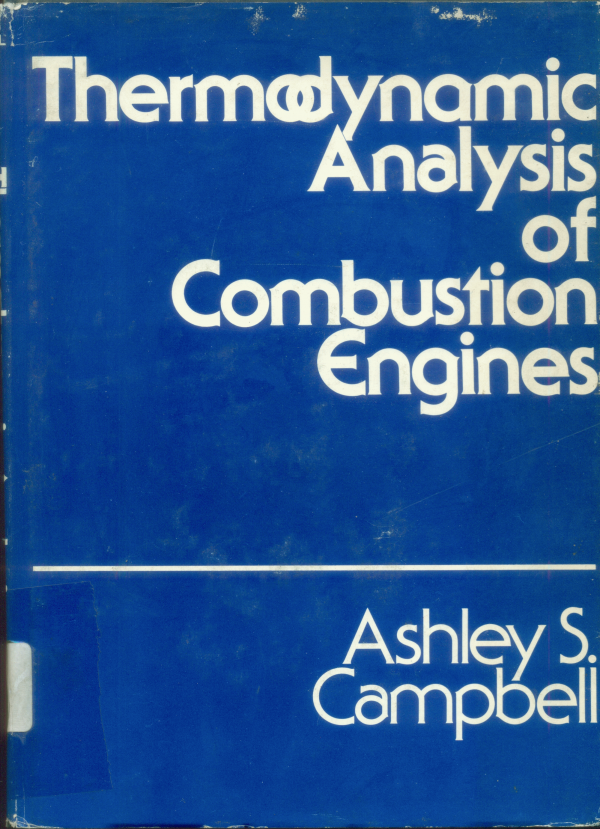 Thermodynamic
Analysis
of
Combustion
Engines
Ashley S.
Campbell